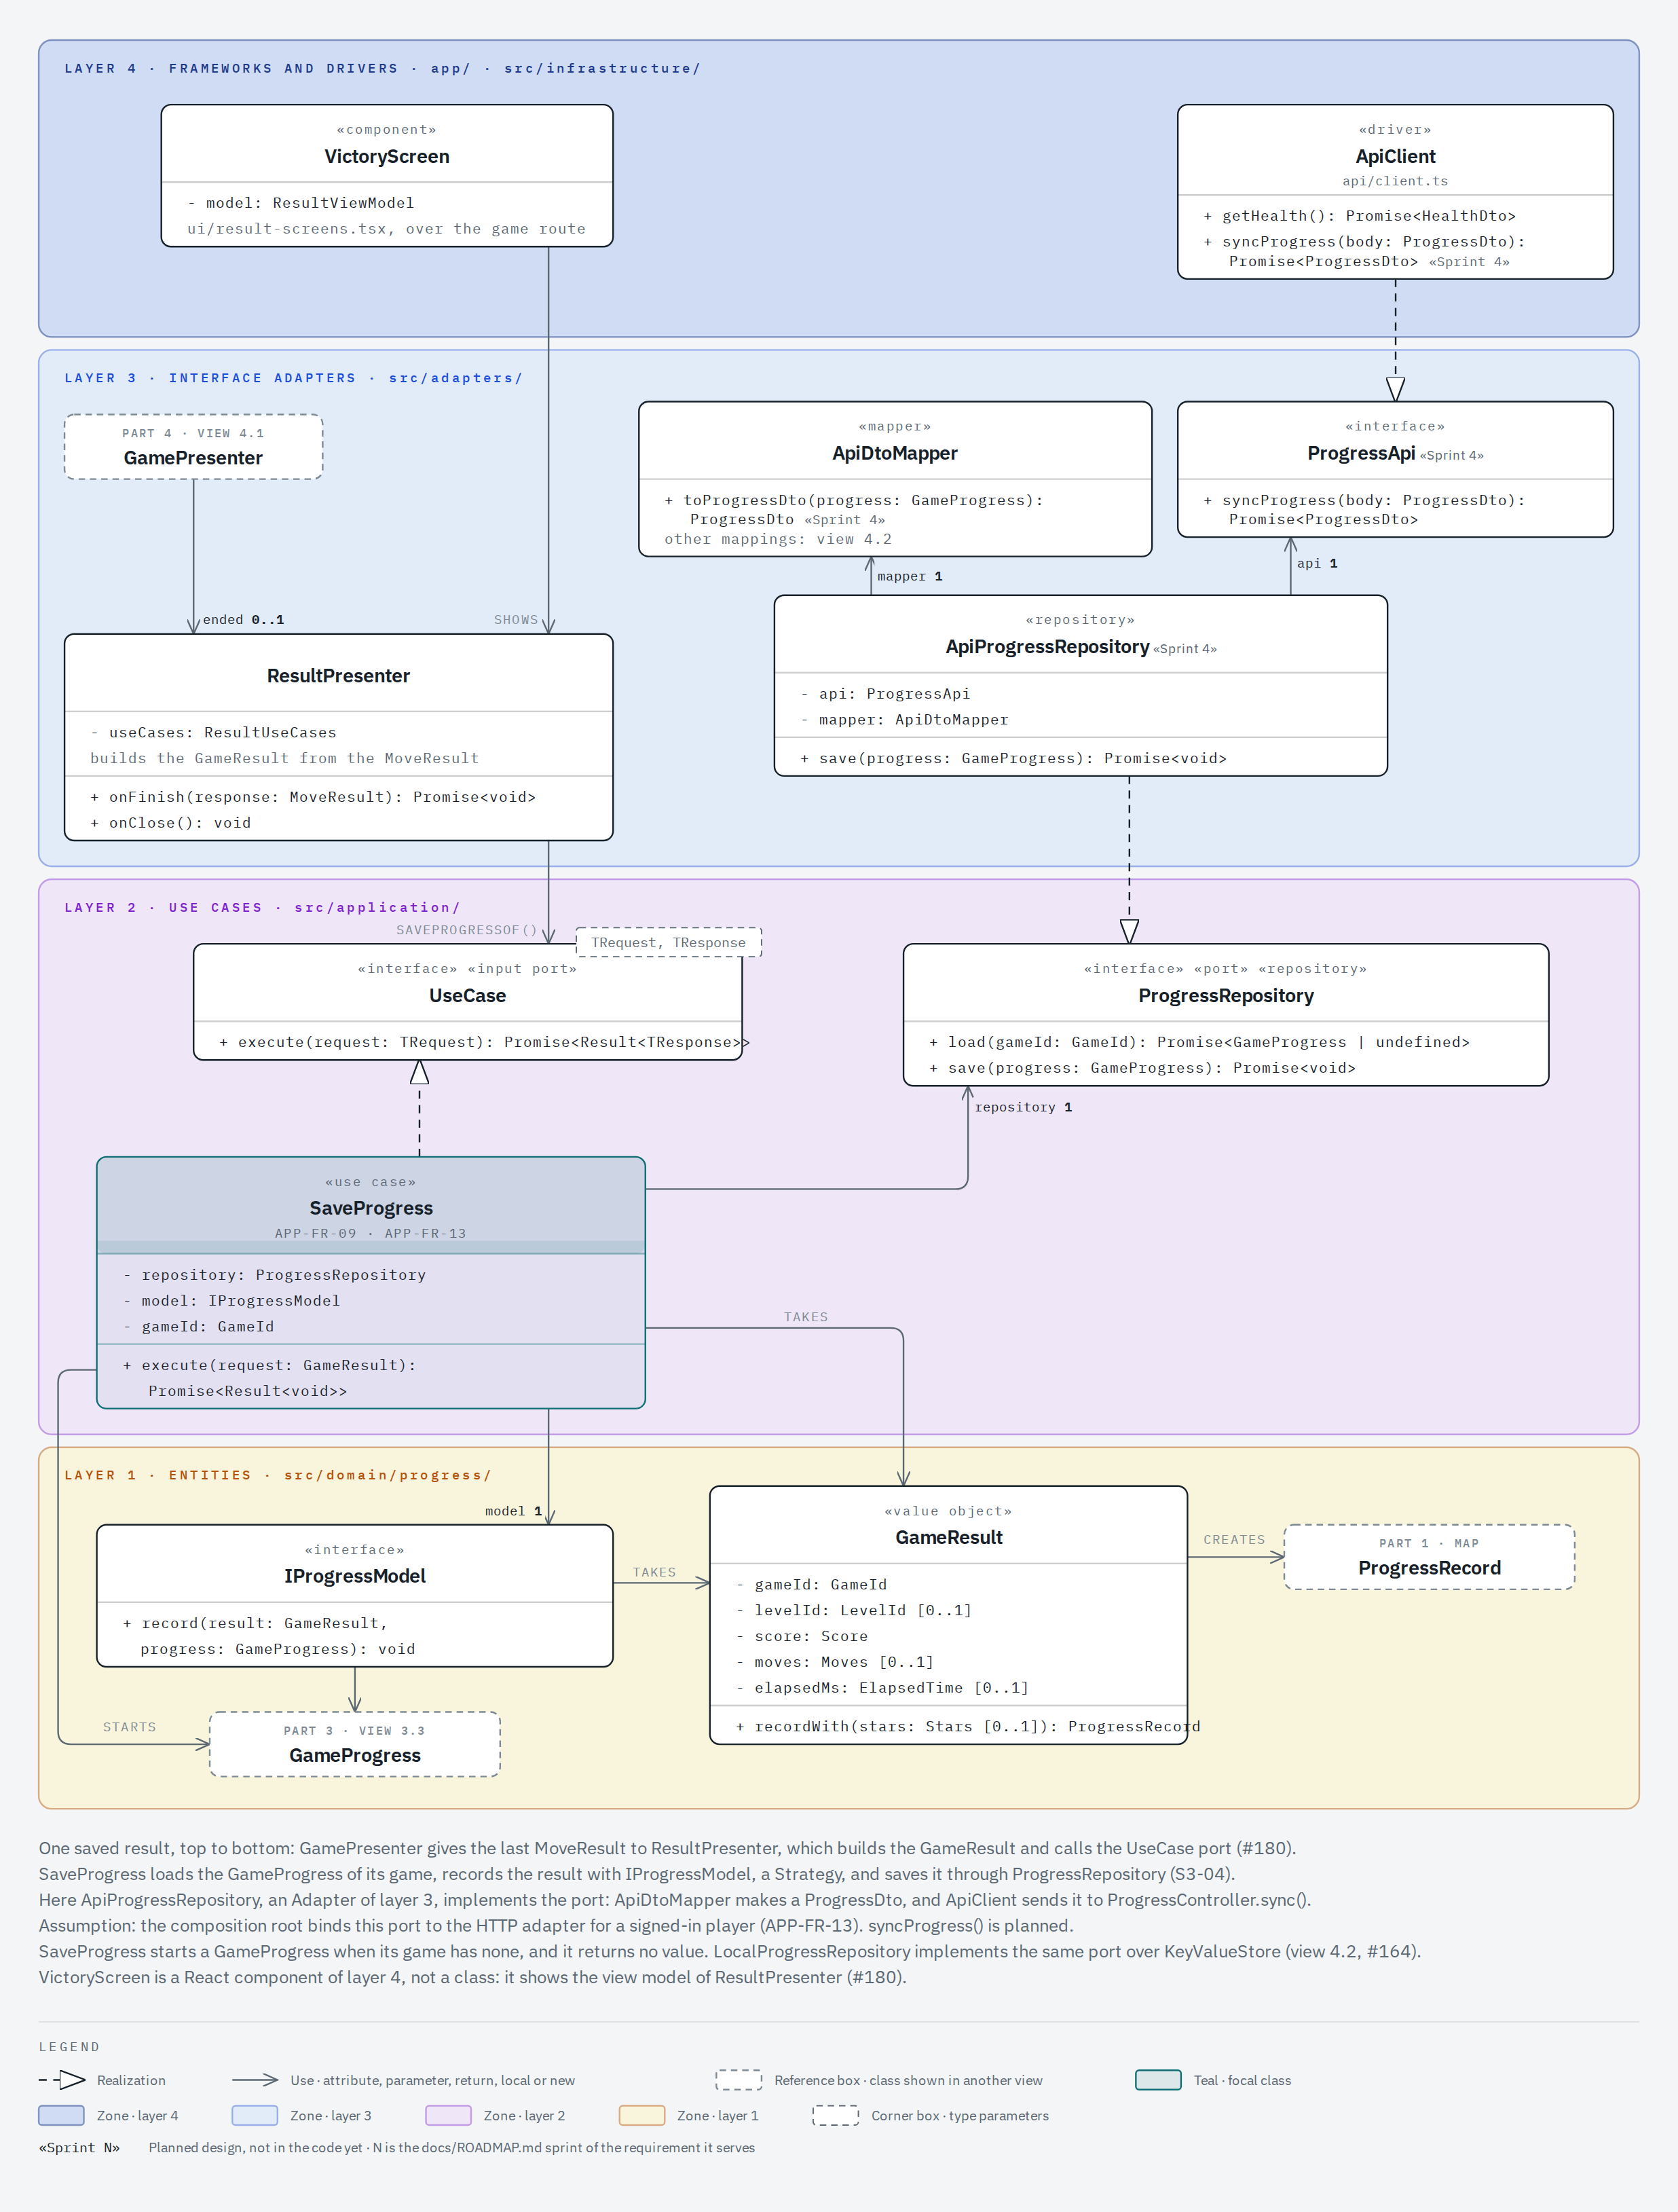 LAYER 4 · FRAMEWORKS AND DRIVERS · app/ · src/infrastructure/
«component»
VictoryScreen
- model: ResultViewModel
ui/result-screens.tsx, over the game route
«driver»
ApiClient
api/client.ts
+ getHealth(): Promise<HealthDto>
+ syncProgress(body: ProgressDto):
Promise<ProgressDto> «Sprint 4»
LAYER 3 · INTERFACE ADAPTERS · src/adapters/
PART 4 · VIEW 4.1
GamePresenter
«mapper»
ApiDtoMapper
+ toProgressDto(progress: GameProgress):
ProgressDto «Sprint 4»
other mappings: view 4.2
«interface»
ProgressApi «Sprint 4»
+ syncProgress(body: ProgressDto):
Promise<ProgressDto>
mapper 1
api 1
ended 0..1
SHOWS
ResultPresenter
- useCases: ResultUseCases
builds the GameResult from the MoveResult
+ onFinish(response: MoveResult): Promise<void>
+ onClose(): void
«repository»
ApiProgressRepository «Sprint 4»
- api: ProgressApi
- mapper: ApiDtoMapper
+ save(progress: GameProgress): Promise<void>
LAYER 2 · USE CASES · src/application/
SAVEPROGRESSOF()
TRequest, TResponse
«interface» «input port»
UseCase
+ execute(request: TRequest): Promise<Result<TResponse>>
«interface» «port» «repository»
ProgressRepository
+ load(gameId: GameId): Promise<GameProgress | undefined>
+ save(progress: GameProgress): Promise<void>
repository 1
«use case»
SaveProgress
APP-FR-09 · APP-FR-13
- repository: ProgressRepository
- model: IProgressModel
- gameId: GameId
+ execute(request: GameResult):
Promise<Result<void>>
TAKES
LAYER 1 · ENTITIES · src/domain/progress/
model 1
«interface»
IProgressModel
+ record(result: GameResult,
progress: GameProgress): void
TAKES
«value object»
GameResult
- gameId: GameId
- levelId: LevelId [0..1]
- score: Score
- moves: Moves [0..1]
- elapsedMs: ElapsedTime [0..1]
+ recordWith(stars: Stars [0..1]): ProgressRecord
CREATES
PART 1 · MAP
ProgressRecord
STARTS
PART 3 · VIEW 3.3
GameProgress
One saved result, top to bottom: GamePresenter gives the last MoveResult to ResultPresenter, which builds the GameResult and calls the UseCase port (#180).
SaveProgress loads the GameProgress of its game, records the result with IProgressModel, a Strategy, and saves it through ProgressRepository (S3-04).
Here ApiProgressRepository, an Adapter of layer 3, implements the port: ApiDtoMapper makes a ProgressDto, and ApiClient sends it to ProgressController.sync().
Assumption: the composition root binds this port to the HTTP adapter for a signed-in player (APP-FR-13). syncProgress() is planned.
SaveProgress starts a GameProgress when its game has none, and it returns no value. LocalProgressRepository implements the same port over KeyValueStore (view 4.2, #164).
VictoryScreen is a React component of layer 4, not a class: it shows the view model of ResultPresenter (#180).
LEGEND
Realization
Use · attribute, parameter, return, local or new
Reference box · class shown in another view
Teal · focal class
Zone · layer 4
Zone · layer 3
Zone · layer 2
Zone · layer 1
Corner box · type parameters
«Sprint N» Planned design, not in the code yet · N is the docs/ROADMAP.md sprint of the requirement it serves